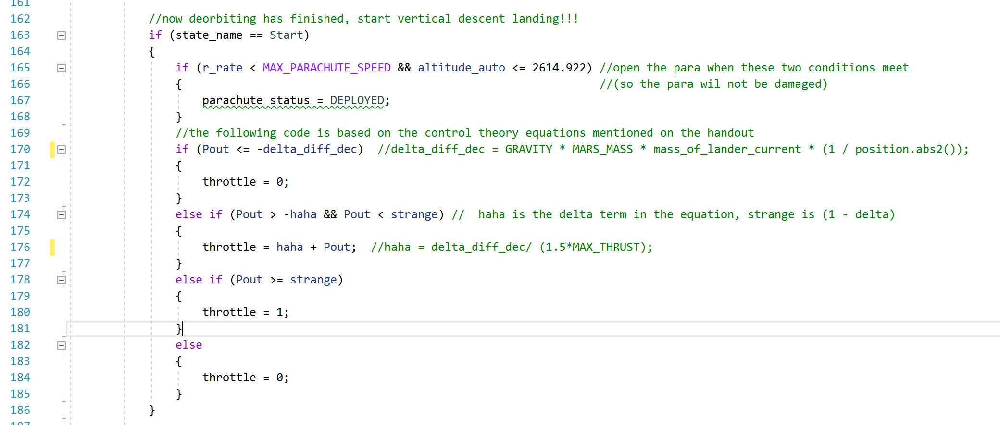 161
162 //now deorbiting has finished, start vertical descent landing!!!
163 if (state_name == Start)
164 {
165 if (r_rate < MAX_PARACHUTE_SPEED && altitude_auto <= 2614.922) //open the para when these two conditions meet
166 { //(so the para wil not be damaged)
167 parachute_status = DEPLOYED;
168 }
169 //the following code is based on the control theory equations mentioned on the handout
170 if (Pout <= -delta_diff_dec) //delta_diff_dec = GRAVITY * MARS_MASS * mass_of_lander_current * (1 / position.abs2());
171 {
172 throttle = 0;
173 }
174 else if (Pout > -haha && Pout < strange) // haha is the delta term in the equation, strange is (1 - delta)
175 {
176 throttle = haha + Pout; //haha = delta_diff_dec/ (1.5*MAX_THRUST);
177 }
178 else if (Pout >= strange)
179 {
180 throttle = 1;
181 }
182 else
183 {
184 throttle = 0;
185 }
186 }
187